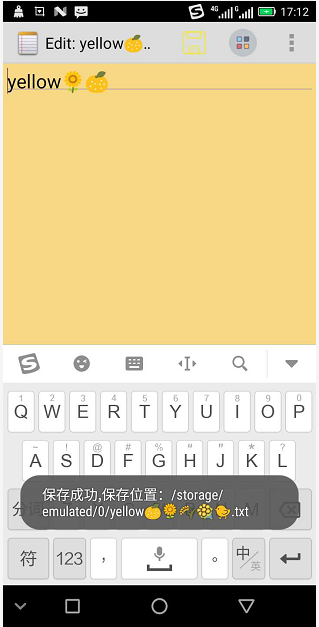 4G G 17:12
Edit: yellow🍊..
yellow🌻🍊
1 2 3 4 5 6 7 8 9 0
Q W E R T Y U I O P
~ ! @ # % “ ” * ?
A S D F G H J K L
保存成功,保存位置：/storage/
emulated/0/yellow🍊🌻🌾🌼🐤.txt
分词 M
符 123 ， 。 中/英